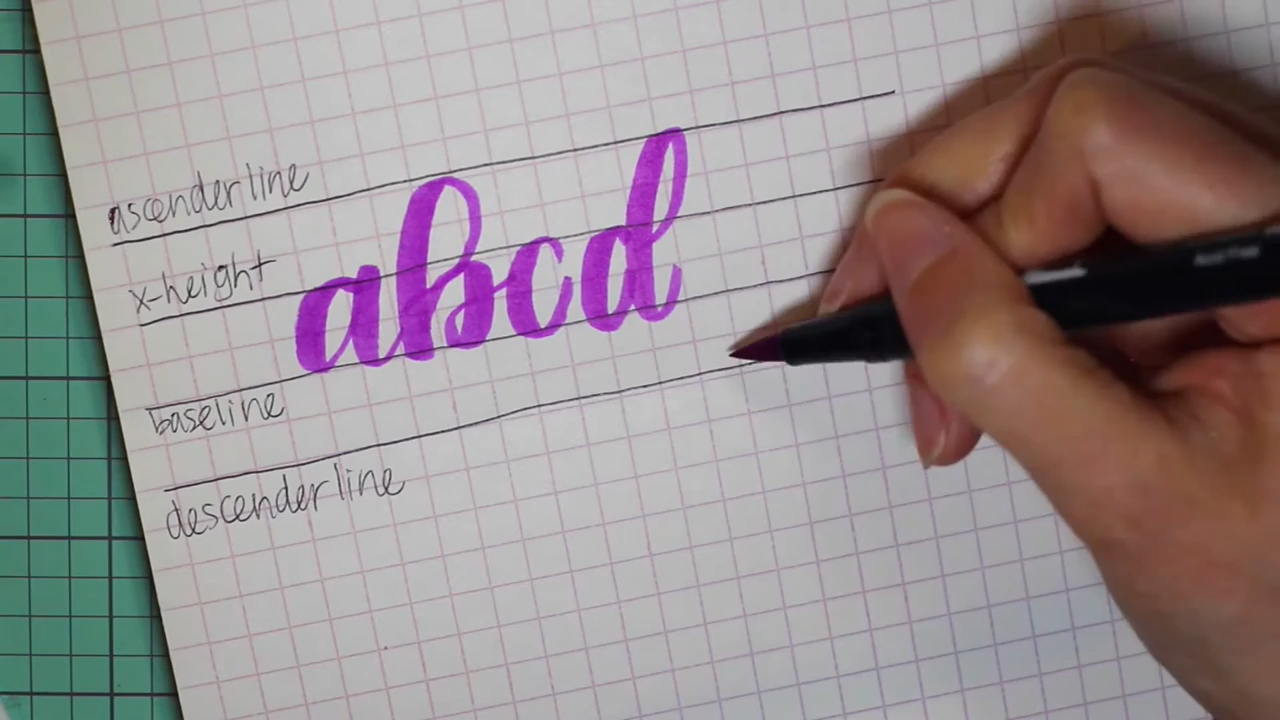 ascender line
x-height
abcd
baseline
descender line